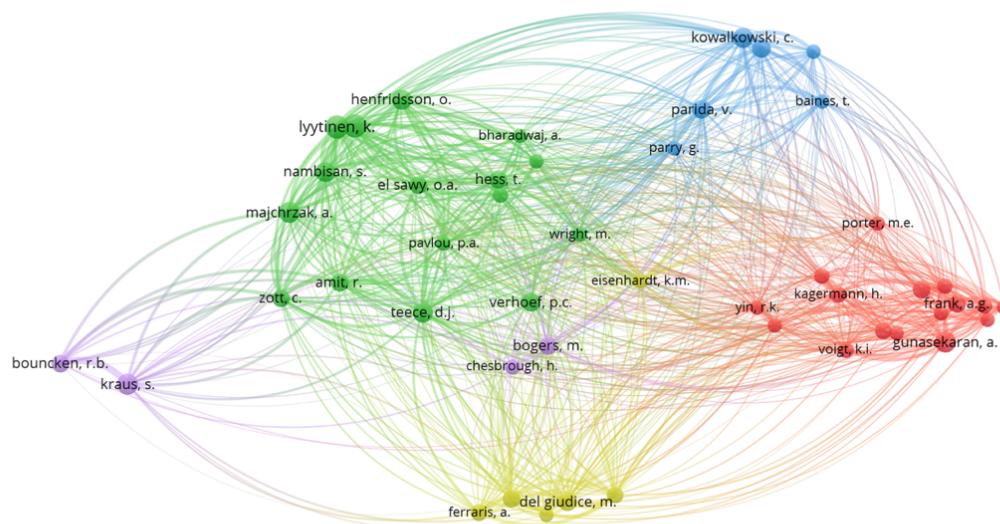 kowalkowski, c.
henfridsson, o.
baines, t.
parida, v.
lyytinen, k.
bharadwaj, a.
parry, g.
nambisan, s.
hess, t.
el sawy, o.a.
majchrzak, a.
porter, m.e.
wright, m.
pavlou, p.a.
eisenhardt, k.m.
amit, r.
kagermann, h.
zott, c.
verhoef, p.c.
frank, a.g.
yin, r.k.
teece, d.j.
gunasekaran, a.
bogers, m.
voigt, k.i.
bouncken, r.b.
chesbrough, h.
kraus, s.
del giudice, m.
ferraris, a.